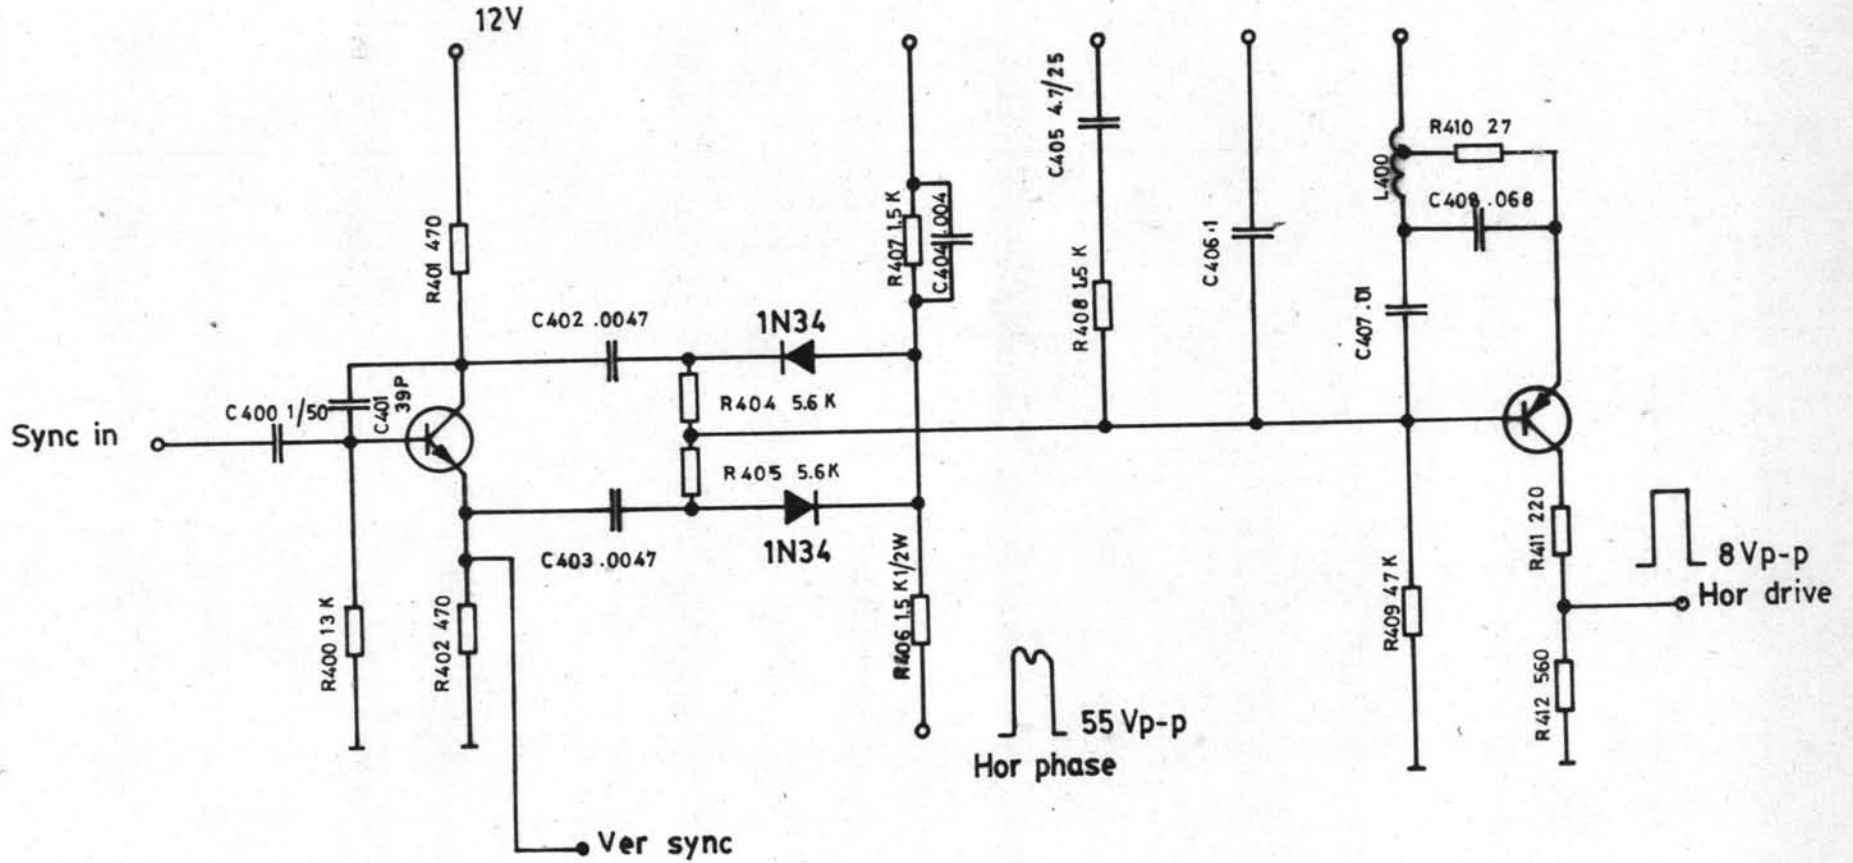 12V
R401 470
C402 .0047
1N34
R407 1.5 K
C404 .004
C405 4.7/25
R408 1.5 K
C406 .1
L400
R410 27
C408 .068
C407 .01
Sync in
C400 1/50
C401
39P
R404 5.6 K
R405 5.6K
C403 .0047
1N34
R400 13 K
R402 470
R406 1.5 K 1/2W
55 Vp-p
Hor phase
R409 47 K
R411 220
8 Vp-p
Hor drive
R412 560
Ver sync